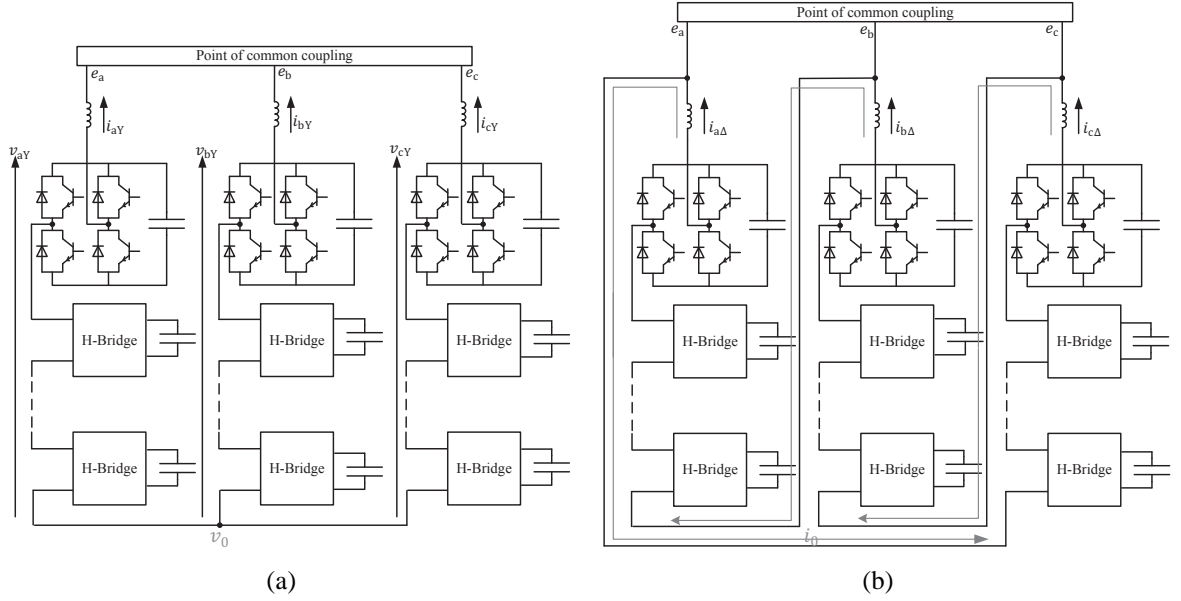 Point of common coupling
e_a e_b e_c
i_aY i_bY i_cY
v_aY v_bY v_cY
H-Bridge H-Bridge H-Bridge
H-Bridge H-Bridge H-Bridge
v_0
(a)
Point of common coupling
e_a e_b e_c
i_aΔ i_bΔ i_cΔ
H-Bridge H-Bridge H-Bridge
H-Bridge H-Bridge H-Bridge
i_0
(b)